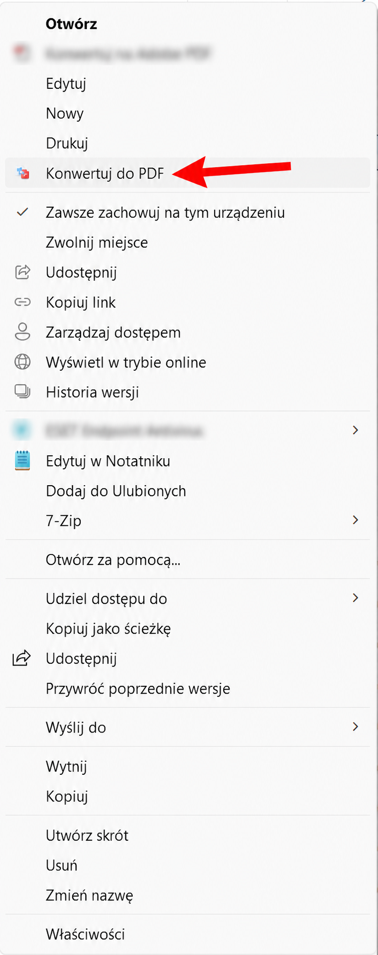 Otwórz
Edytuj
Nowy
Drukuj
Konwertuj do PDF
Zawsze zachowuj na tym urządzeniu
Zwolnij miejsce
Udostępnij
Kopiuj link
Zarządzaj dostępem
Wyświetl w trybie online
Historia wersji
Edytuj w Notatniku
Dodaj do Ulubionych
7-Zip
Otwórz za pomocą...
Udziel dostępu do
Kopiuj jako ścieżkę
Udostępnij
Przywróć poprzednie wersje
Wyślij do
Wytnij
Kopiuj
Utwórz skrót
Usuń
Zmień nazwę
Właściwości